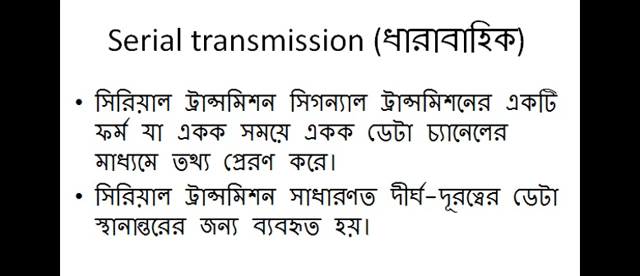 Serial transmission (ধারাবাহিক)
• সিরিয়াল ট্রান্সমিশন সিগন্যাল ট্রান্সমিশনের একটি
ফর্ম যা একক সময়ে একক ডেটা চ্যানেলের
মাধ্যমে তথ্য প্রেরণ করে।
• সিরিয়াল ট্রান্সমিশন সাধারণত দীর্ঘ-দূরত্বের ডেটা
স্থানান্তরের জন্য ব্যবহৃত হয়।